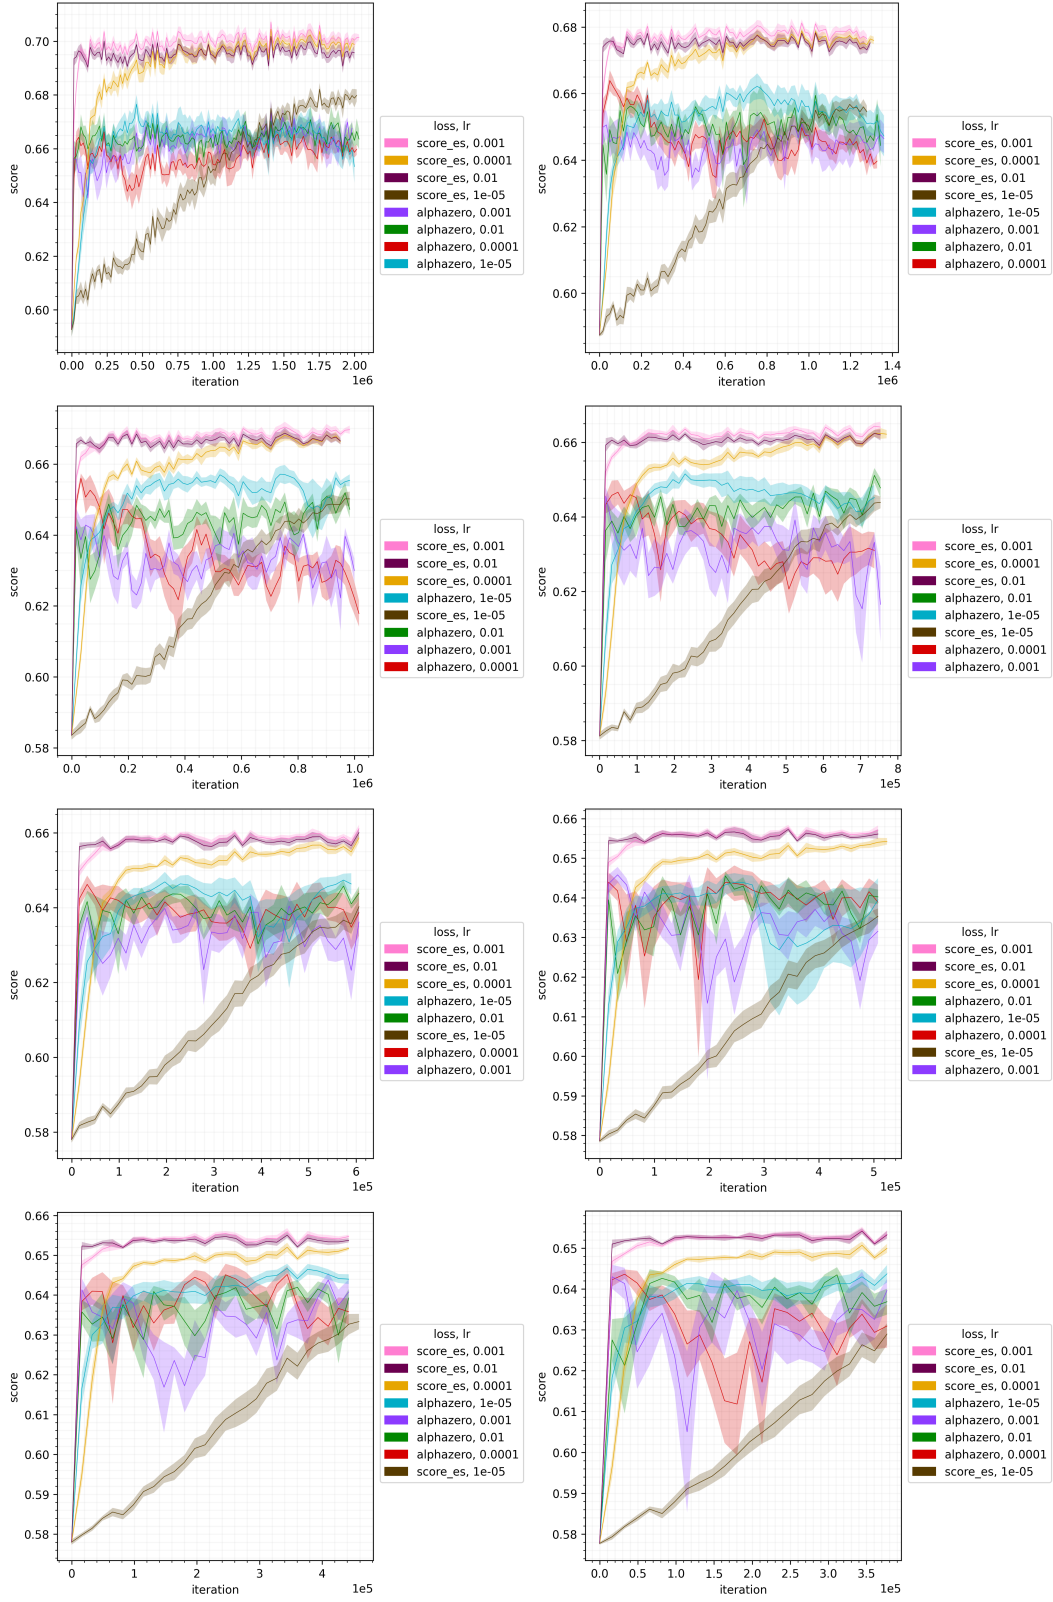 0.70
0.68
0.66
0.64
0.62
0.60
score
0.00 0.25 0.50 0.75 1.00 1.25 1.50 1.75 2.00
iteration
1e6
loss, lr
score_es, 0.001
score_es, 0.0001
score_es, 0.01
score_es, 1e-05
alphazero, 0.001
alphazero, 0.01
alphazero, 0.0001
alphazero, 1e-05
0.68
0.66
0.64
0.62
0.60
score
0.0 0.2 0.4 0.6 0.8 1.0 1.2 1.4
iteration
1e6
loss, lr
score_es, 0.001
score_es, 0.0001
score_es, 0.01
score_es, 1e-05
alphazero, 1e-05
alphazero, 0.001
alphazero, 0.01
alphazero, 0.0001
0.66
0.64
0.62
0.60
0.58
score
0.0 0.2 0.4 0.6 0.8 1.0
iteration
1e6
loss, lr
score_es, 0.001
score_es, 0.01
score_es, 0.0001
alphazero, 1e-05
score_es, 1e-05
alphazero, 0.01
alphazero, 0.001
alphazero, 0.0001
0.66
0.64
0.62
0.60
0.58
score
0 1 2 3 4 5 6 7 8
iteration
1e5
loss, lr
score_es, 0.001
score_es, 0.0001
score_es, 0.01
alphazero, 0.01
alphazero, 1e-05
score_es, 1e-05
alphazero, 0.0001
alphazero, 0.001
0.66
0.64
0.62
0.60
0.58
score
0 1 2 3 4 5 6
iteration
1e5
loss, lr
score_es, 0.001
score_es, 0.01
score_es, 0.0001
alphazero, 1e-05
alphazero, 0.01
score_es, 1e-05
alphazero, 0.0001
alphazero, 0.001
0.66
0.65
0.64
0.63
0.62
0.61
0.60
0.59
0.58
score
0 1 2 3 4 5
iteration
1e5
loss, lr
score_es, 0.001
score_es, 0.01
score_es, 0.0001
alphazero, 0.01
alphazero, 1e-05
alphazero, 0.0001
score_es, 1e-05
alphazero, 0.001
0.66
0.65
0.64
0.63
0.62
0.61
0.60
0.59
0.58
score
0 1 2 3 4
iteration
1e5
loss, lr
score_es, 0.001
score_es, 0.01
score_es, 0.0001
alphazero, 1e-05
alphazero, 0.001
alphazero, 0.01
alphazero, 0.0001
score_es, 1e-05
0.65
0.64
0.63
0.62
0.61
0.60
0.59
0.58
score
0.0 0.5 1.0 1.5 2.0 2.5 3.0 3.5
iteration
1e5
loss, lr
score_es, 0.001
score_es, 0.01
score_es, 0.0001
alphazero, 1e-05
alphazero, 0.001
alphazero, 0.01
alphazero, 0.0001
score_es, 1e-05